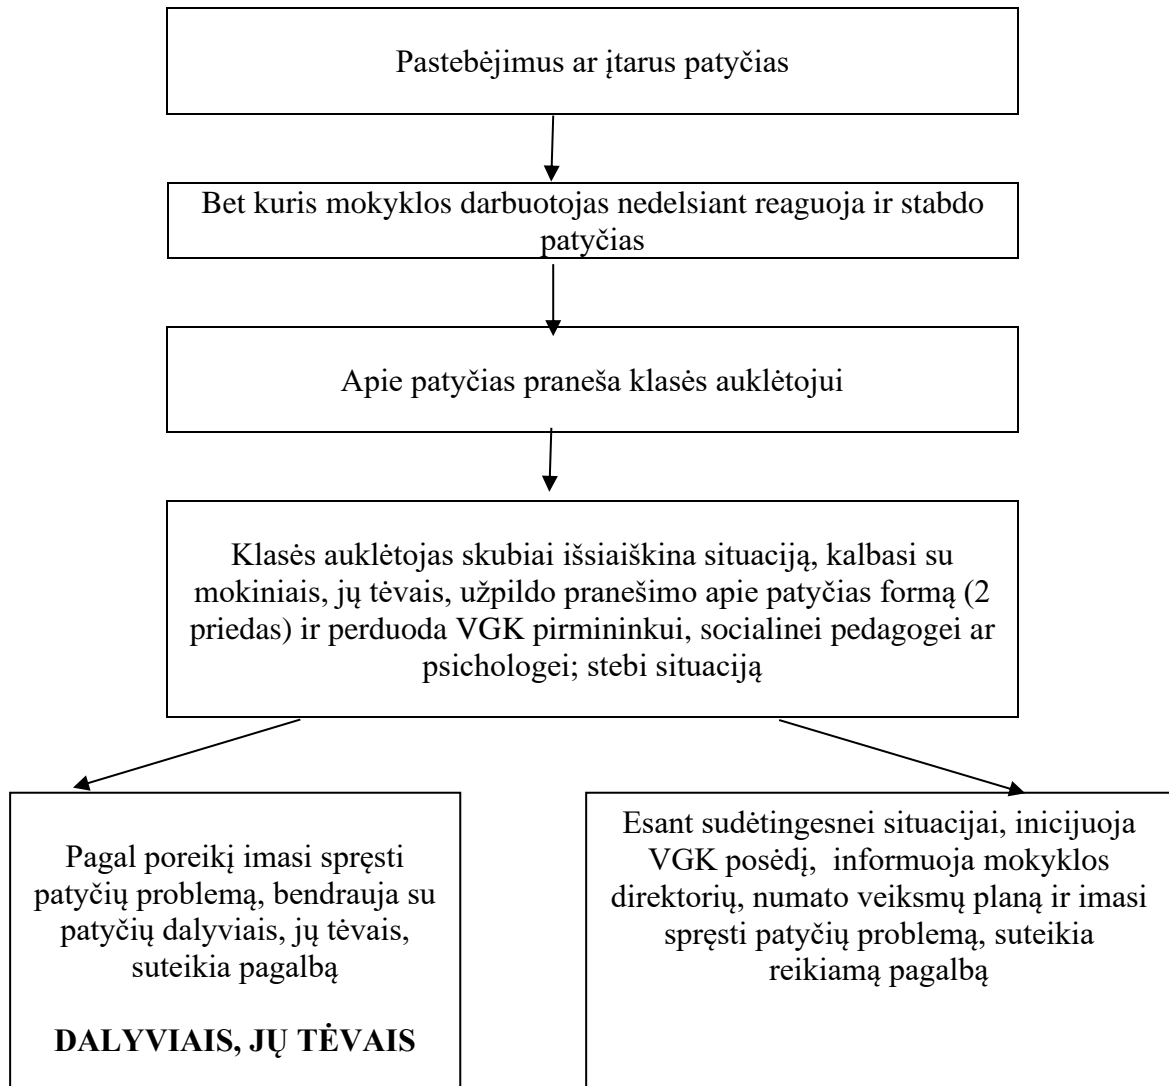 Pastebėjimus ar įtarus patyčias
Bet kuris mokyklos darbuotojas nedelsiant reaguoja ir stabdo
patyčias
Apie patyčias praneša klasės auklėtojui
Klasės auklėtojas skubiai išsiaiškina situaciją, kalbasi su
mokiniais, jų tėvais, užpildo pranešimo apie patyčias formą (2
priedas) ir perduoda VGK pirmininkui, socialinei pedagogei ar
psichologei; stebi situaciją
Pagal poreikį imasi spręsti
patyčių problemą, bendrauja su
patyčių dalyviais, jų tėvais,
suteikia pagalbą
DALYVIAIS, JŲ TĖVAIS
Esant sudėtingesnei situacijai, inicijuoja
VGK posėdį, informuoja mokyklos
direktorių, numato veiksmų planą ir imasi
spręsti patyčių problemą, suteikia
reikiamą pagalbą